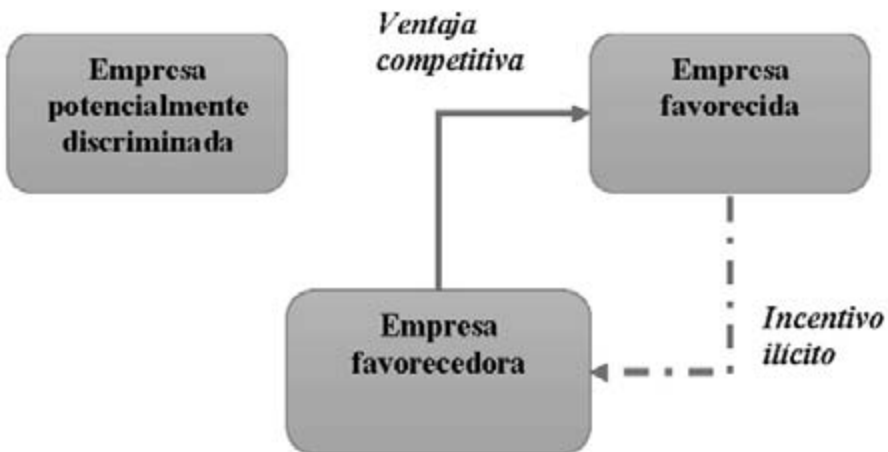 Empresa
potencialmente
discriminada
Ventaja
competitiva
Empresa
favorecida
Empresa
favorecedora
Incentivo
ilícito